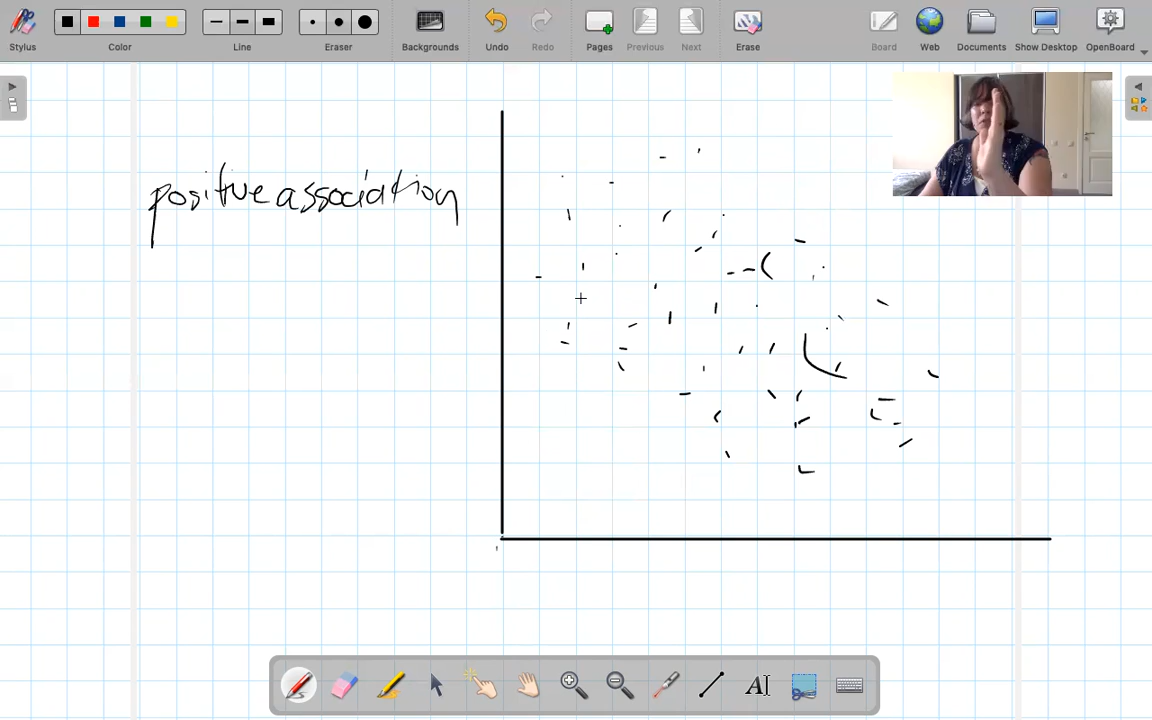 Stylus
Color
Line
Eraser
Backgrounds
Undo
Redo
Pages
Previous
Next
Erase
Board
Web
Documents
Show Desktop
OpenBoard
positive association